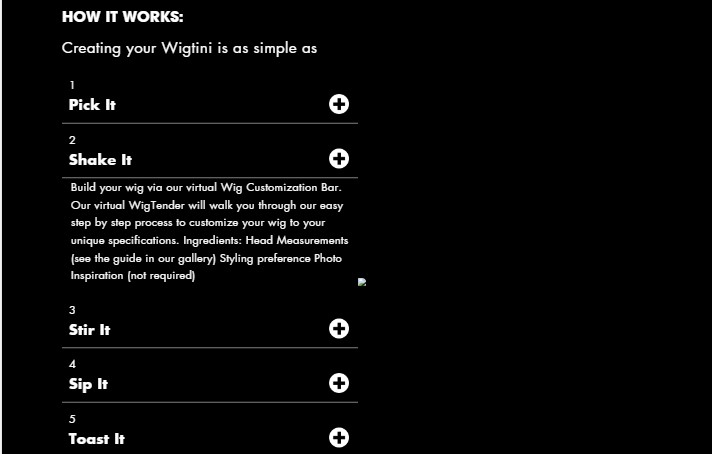 HOW IT WORKS:
Creating your Wigtini is as simple as
1
Pick It
2
Shake It
Build your wig via our virtual Wig Customization Bar.
Our virtual WigTender will walk you through our easy
step by step process to customize your wig to your
unique specifications. Ingredients: Head Measurements
(see the guide in our gallery) Styling preference Photo
Inspiration (not required)
3
Stir It
4
Sip It
5
Toast It